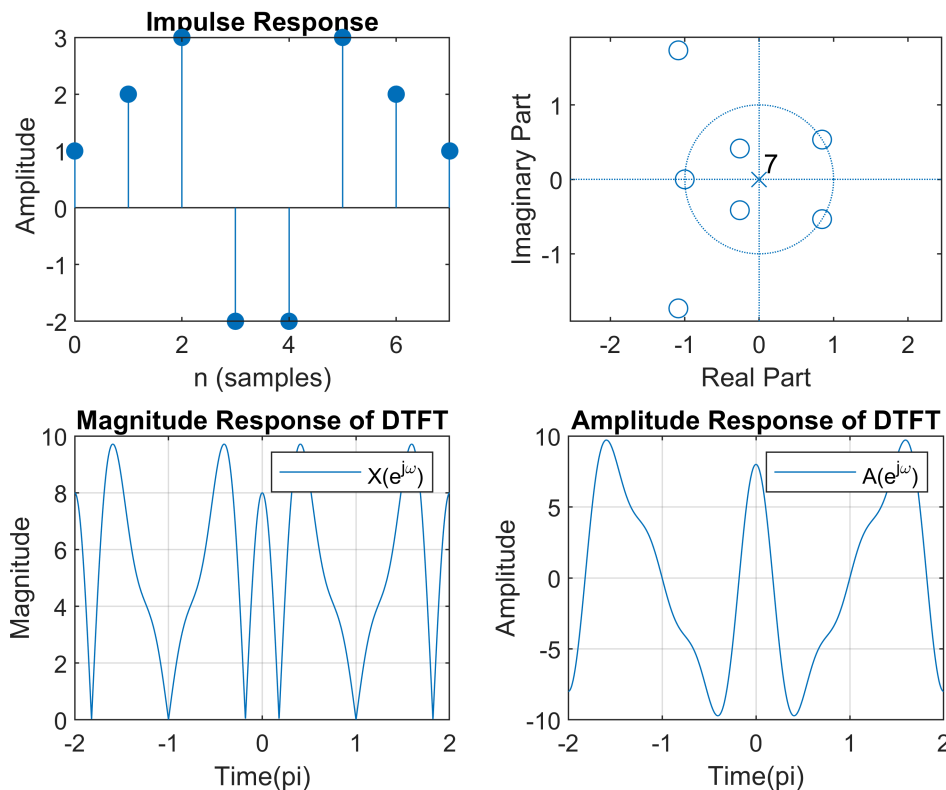 Impulse Response
3
2
1
0
-1
-2
Amplitude
0 2 4 6
n (samples)
1
0
-1
Imaginary Part
7
-2 -1 0 1 2
Real Part
Magnitude Response of DTFT
10
8
6
4
2
0
Magnitude
X(e^jω)
-2 -1 0 1 2
Time(pi)
Amplitude Response of DTFT
10
5
0
-5
-10
Amplitude
A(e^jω)
-2 -1 0 1 2
Time(pi)